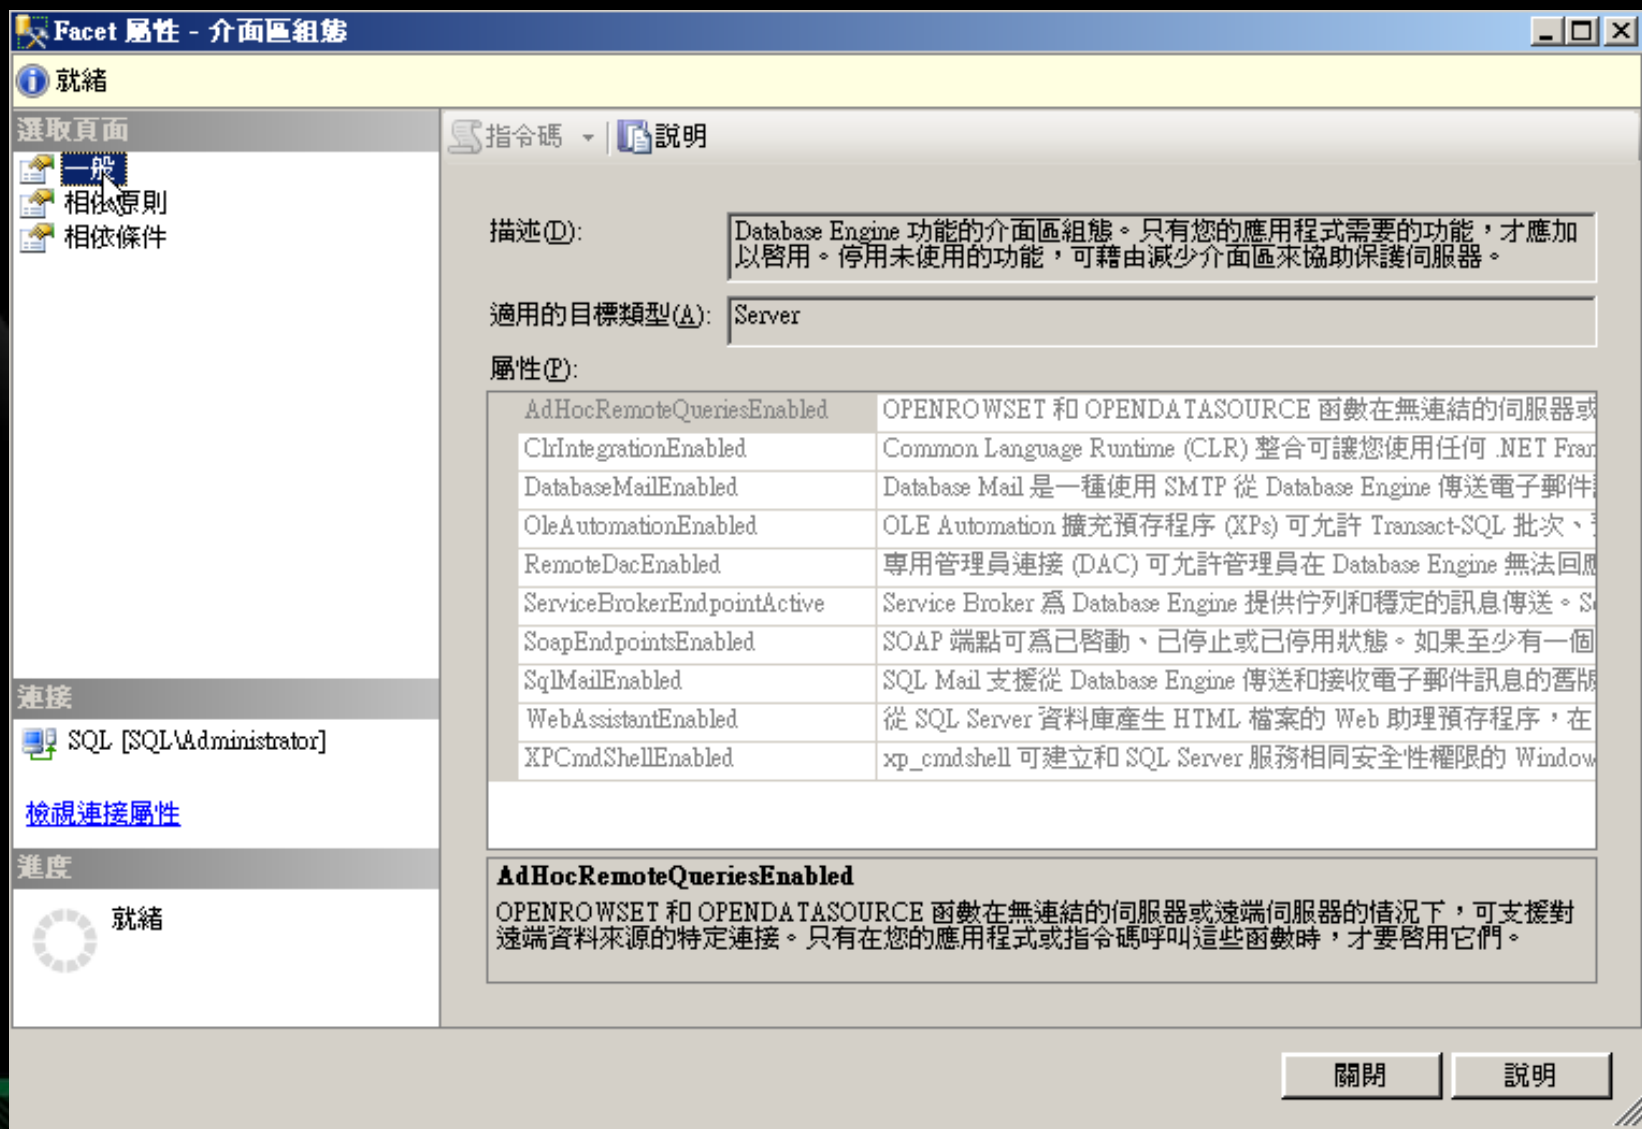 Facet 屬性 - 介面區組態
就緒
選取頁面
一般
相依原則
相依條件
指令碼
說明
描述(D):
Database Engine 功能的介面區組態。只有您的應用程式需要的功能，才應加
以啓用。停用未使用的功能，可藉由減少介面區來協助保護伺服器。
適用的目標類型(A):
Server
屬性(P):
AdHocRemoteQueriesEnabled OPENROWSET 和 OPENDATASOURCE 函數在無連結的伺服器或
ClrIntegrationEnabled Common Language Runtime (CLR) 整合可讓您使用任何 .NET Fran
DatabaseMailEnabled Database Mail 是一種使用 SMTP 從 Database Engine 傳送電子郵件
OleAutomationEnabled OLE Automation 擴充預存程序 (XPs) 可允許 Transact-SQL 批次、
RemoteDacEnabled 專用管理員連接 (DAC) 可允許管理員在 Database Engine 無法回應
ServiceBrokerEndpointActive Service Broker 爲 Database Engine 提供佇列和穩定的訊息傳送。S
SoapEndpointsEnabled SOAP 端點可爲已啓動、已停止或已停用狀態。如果至少有一個
SqlMailEnabled SQL Mail 支援從 Database Engine 傳送和接收電子郵件訊息的舊版
WebAssistantEnabled 從 SQL Server 資料庫產生 HTML 檔案的 Web 助理預存程序，在
XPCmdShellEnabled xp_cmdshell 可建立和 SQL Server 服務相同安全性權限的 Window
AdHocRemoteQueriesEnabled
OPENROWSET 和 OPENDATASOURCE 函數在無連結的伺服器或遠端伺服器的情況下，可支援對
遠端資料來源的特定連接。只有在您的應用程式或指令碼呼叫這些函數時，才要啓用它們。
連接
SQL [SQL\Administrator]
檢視連接屬性
進度
就緒
關閉
說明